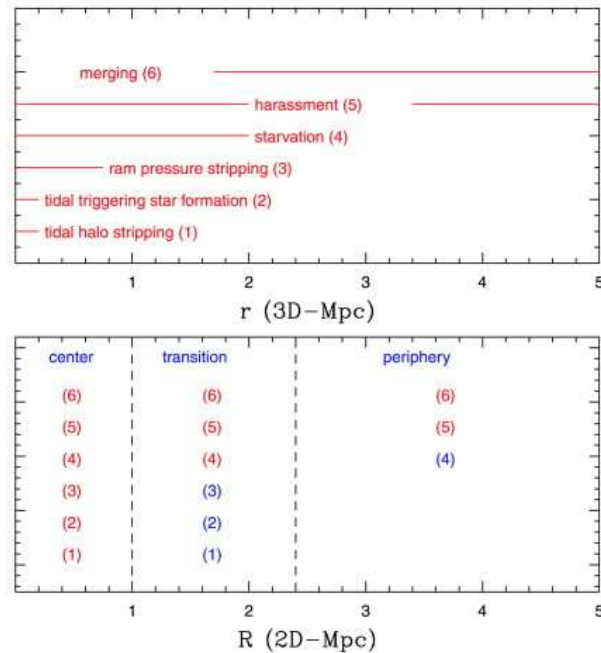 merging (6)
harassment (5)
starvation (4)
ram pressure stripping (3)
tidal triggering star formation (2)
tidal halo stripping (1)
1 2 3 4 5
r (3D-Mpc)
center transition periphery
(6) (6) (6)
(5) (5) (5)
(4) (4) (4)
(3) (3)
(2) (2)
(1) (1)
1 2 3 4 5
R (2D-Mpc)